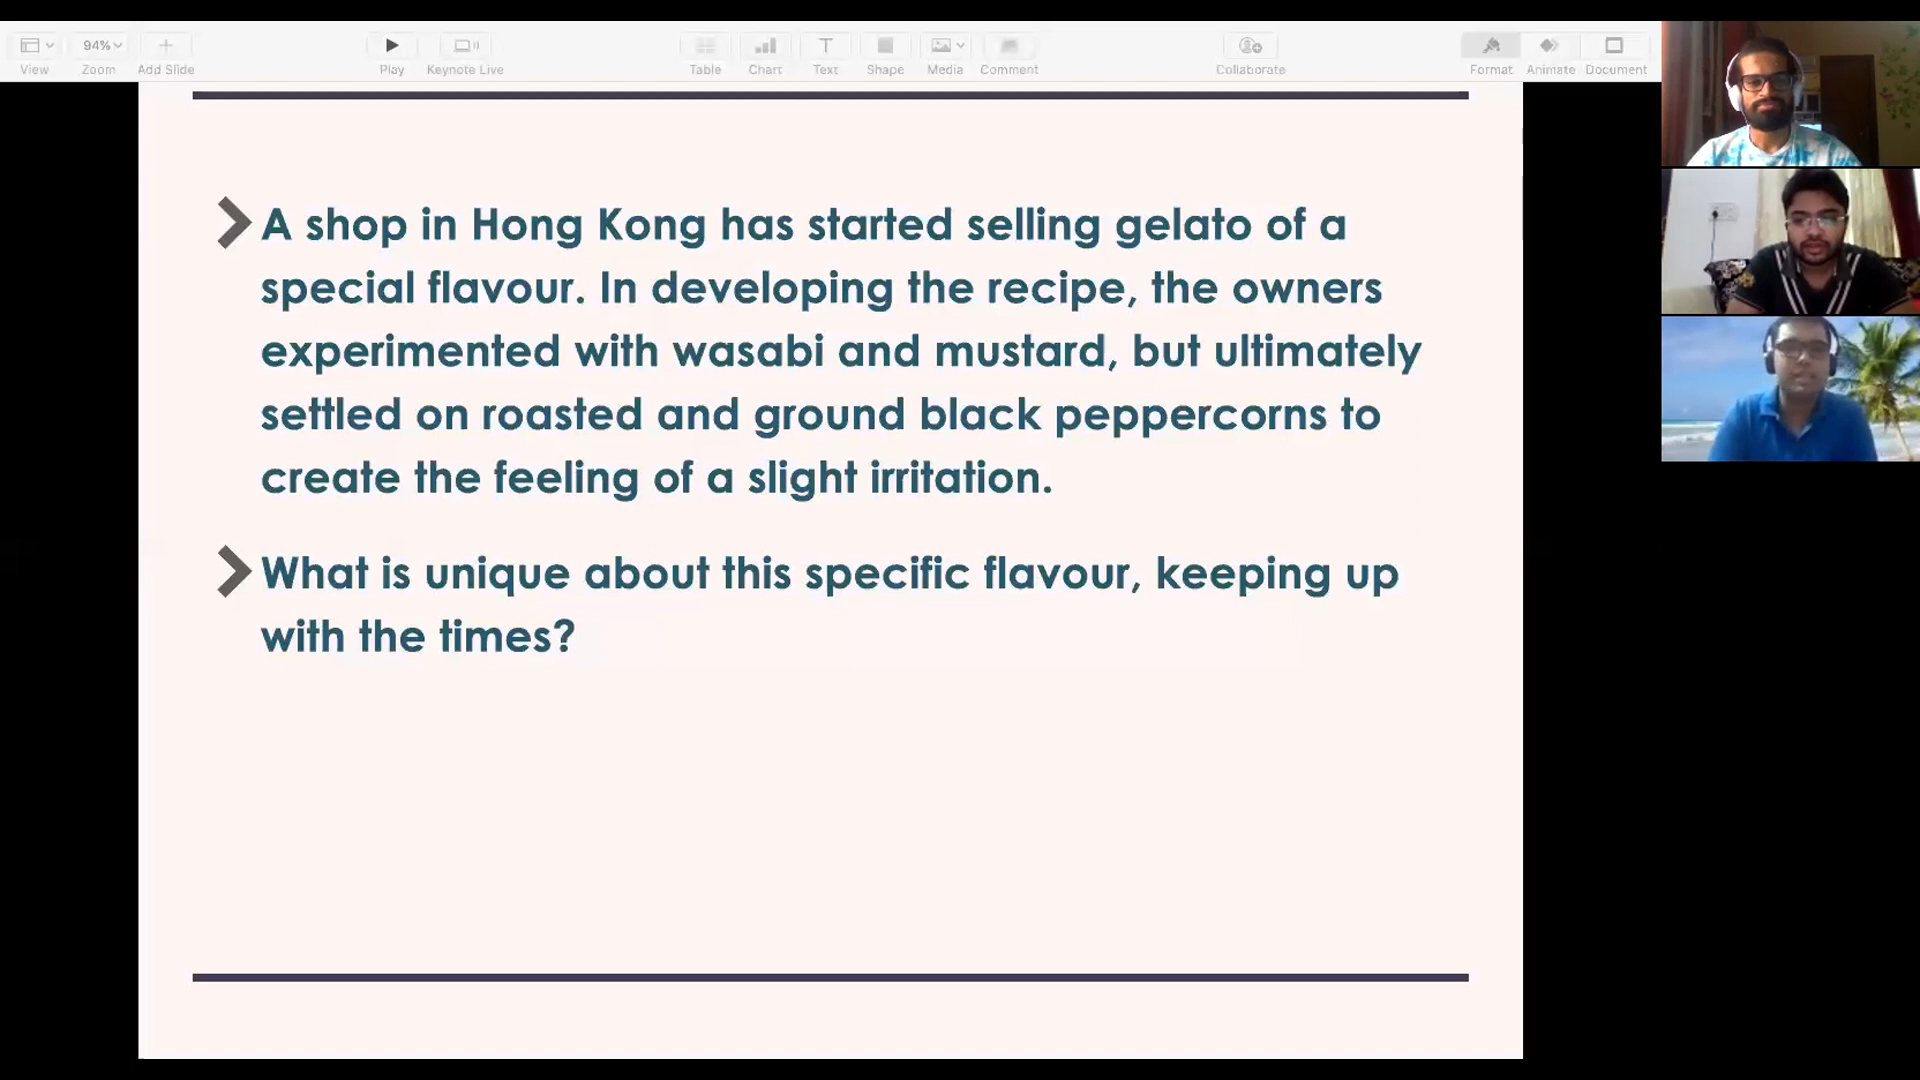 94%
View
Zoom
Add Slide
Play
Keynote Live
Table
Chart
T
Text
Shape
Media
Comment
Collaborate
Format
Animate
Document
A shop in Hong Kong has started selling gelato of a
special flavour. In developing the recipe, the owners
experimented with wasabi and mustard, but ultimately
settled on roasted and ground black peppercorns to
create the feeling of a slight irritation.
What is unique about this specific flavour, keeping up
with the times?